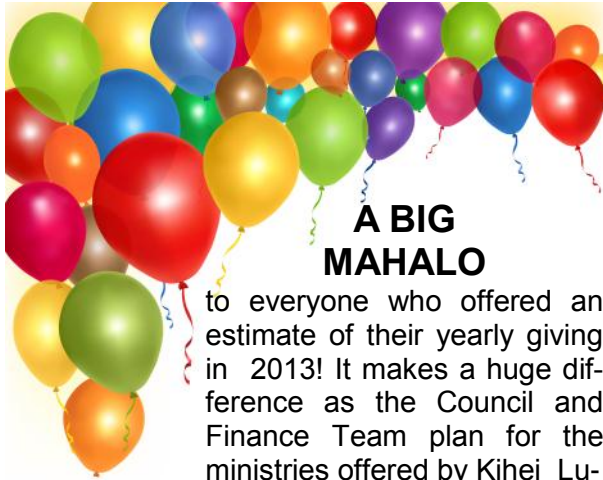 A BIG
MAHALO
to everyone who offered an
estimate of their yearly giving
in 2013! It makes a huge dif-
ference as the Council and
Finance Team plan for the
ministries offered by Kihei Lu-